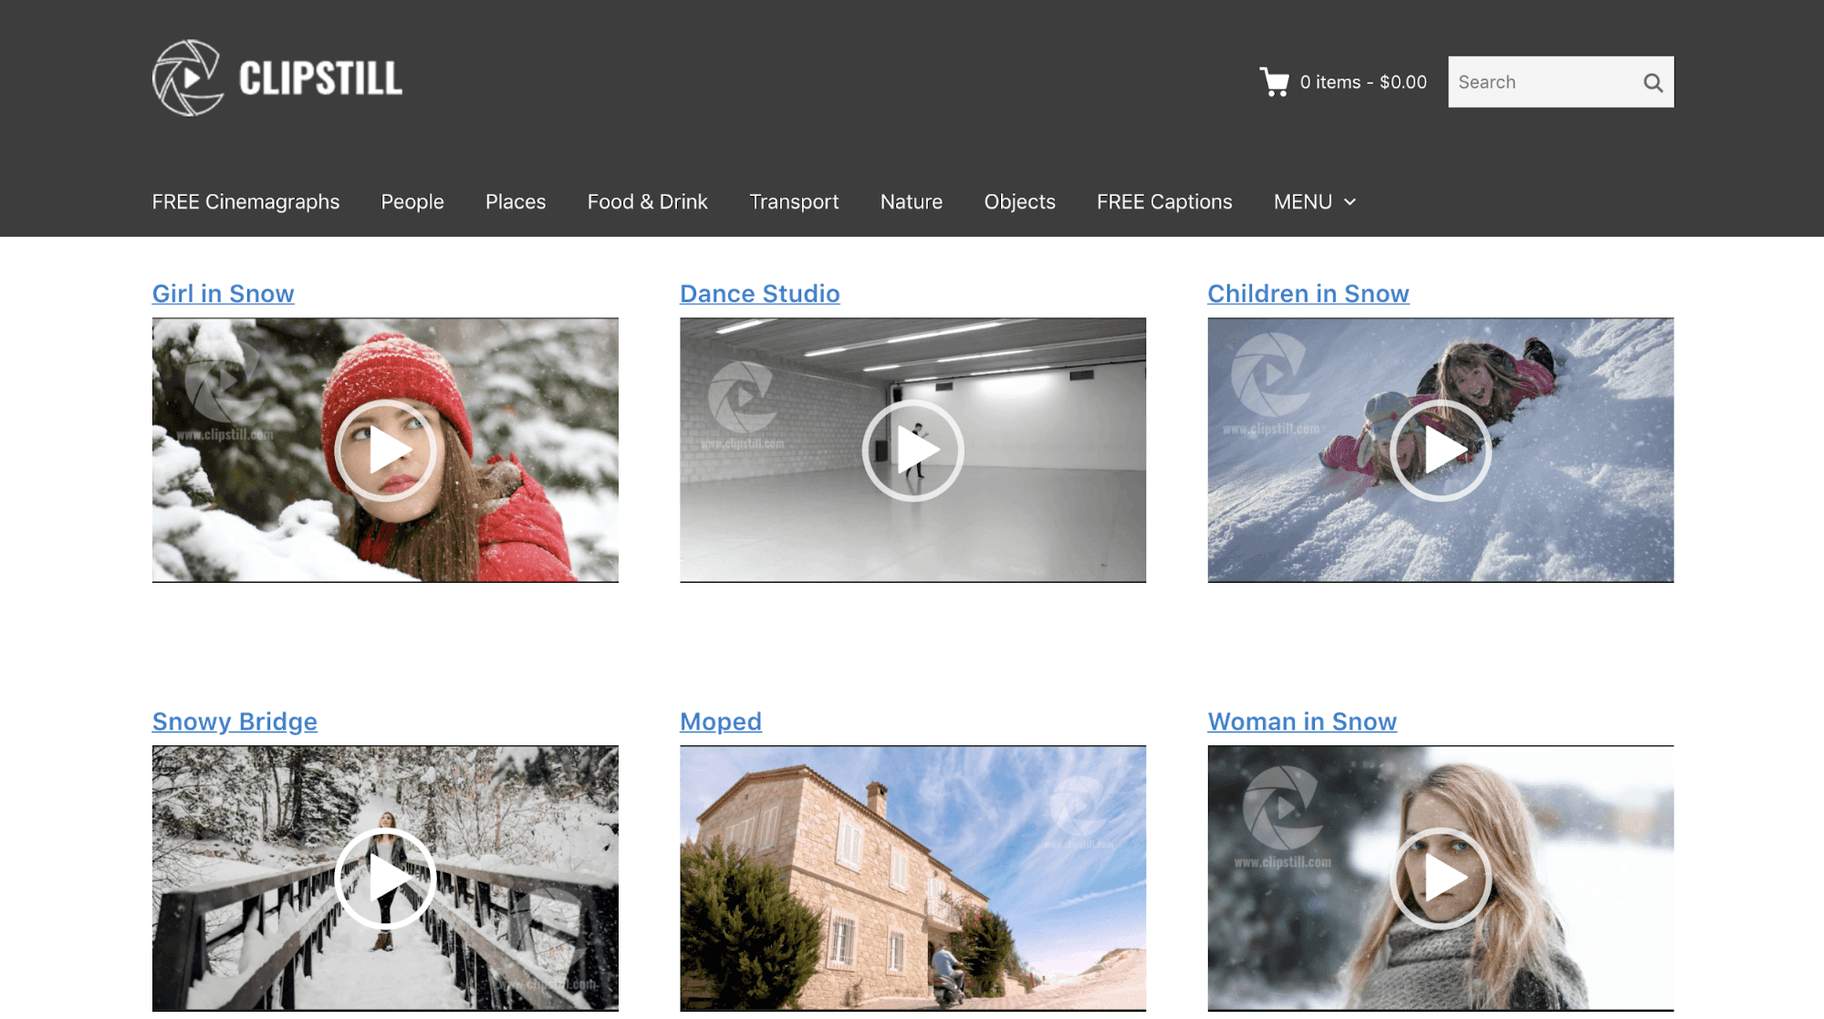 CLIPSTILL
0 items - $0.00
Search
FREE Cinemagraphs People Places Food & Drink Transport Nature Objects FREE Captions MENU
Girl in Snow
Dance Studio
Children in Snow
www.clipstill.com
www.clipstill.com
www.clipstill.com
Snowy Bridge
Moped
Woman in Snow
www.clipstill.com
www.clipstill.com
www.clipstill.com